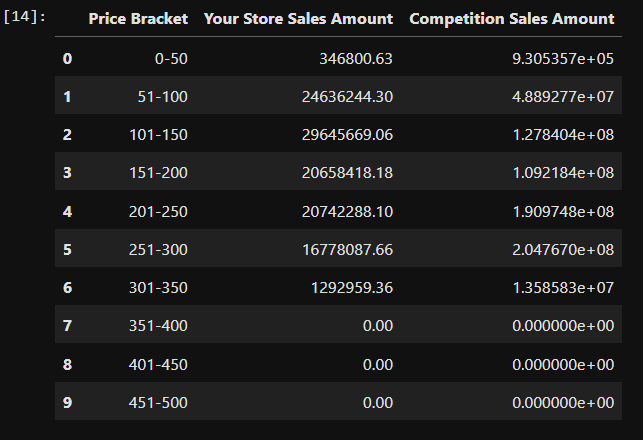 [14]: Price Bracket Your Store Sales Amount Competition Sales Amount
0 0-50 346800.63 9.305357e+05
1 51-100 24636244.30 4.889277e+07
2 101-150 29645669.06 1.278404e+08
3 151-200 20658418.18 1.092184e+08
4 201-250 20742288.10 1.909748e+08
5 251-300 16778087.66 2.047670e+08
6 301-350 1292959.36 1.358583e+07
7 351-400 0.00 0.000000e+00
8 401-450 0.00 0.000000e+00
9 451-500 0.00 0.000000e+00